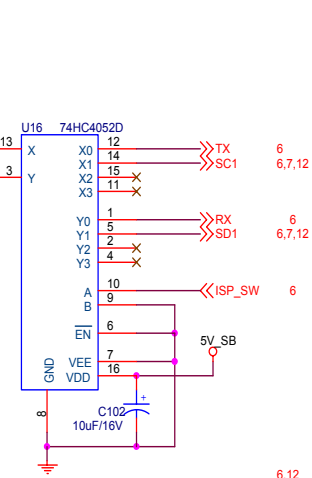 U16 74HC4052D
13 X X0 12 TX 6
X1 14 SC1 6,7,12
3 Y X2 15
X3 11
Y0 1 RX 6
Y1 5 SD1 6,7,12
Y2 2
Y3 4
A 10 ISP_SW 6
B 9
EN 6
5V_SB
GND VEE 7
VDD 16
8 C102 +
10uF/16V
6,12